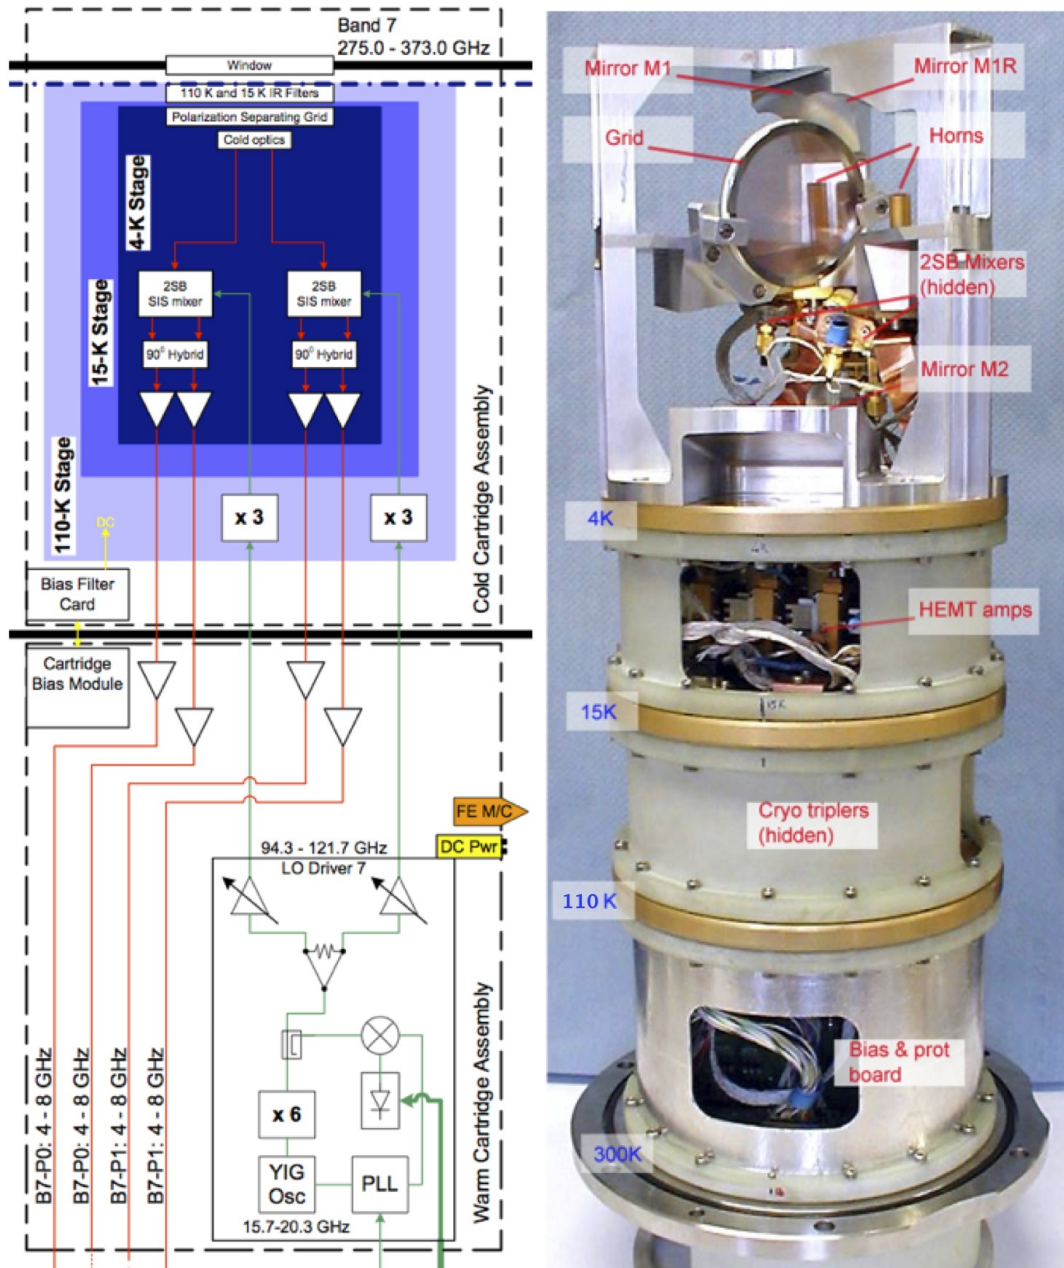 Band 7
275.0 - 373.0 GHz
Window
110 K and 15 K IR Filters
Polarization Separating Grid
Cold optics
4-K Stage
2SB
SIS mixer
2SB
SIS mixer
15-K Stage
90⁰ Hybrid
90⁰ Hybrid
110-K Stage
x 3
x 3
DC
Bias Filter
Card
Cold Cartridge Assembly
Cartridge
Bias Module
FE M/C
DC Pwr
94.3 - 121.7 GHz
LO Driver 7
x 6
YIG
Osc
PLL
15.7-20.3 GHz
B7-P0: 4 - 8 GHz
B7-P0: 4 - 8 GHz
B7-P1: 4 - 8 GHz
B7-P1: 4 - 8 GHz
Warm Cartridge Assembly
Mirror M1
Mirror M1R
Grid
Horns
2SB Mixers
(hidden)
Mirror M2
4K
HEMT amps
15K
15K
Cryo triplers
(hidden)
110 K
Bias & prot
board
300K